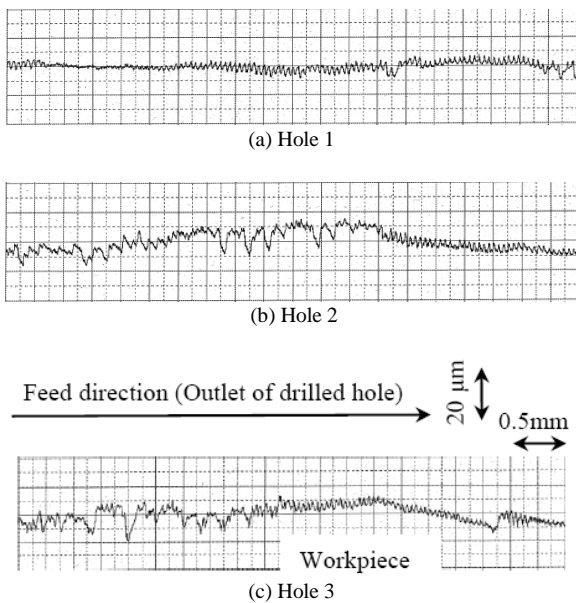 (a) Hole 1
(b) Hole 2
Feed direction (Outlet of drilled hole)
20 µm
0.5mm
Workpiece
(c) Hole 3